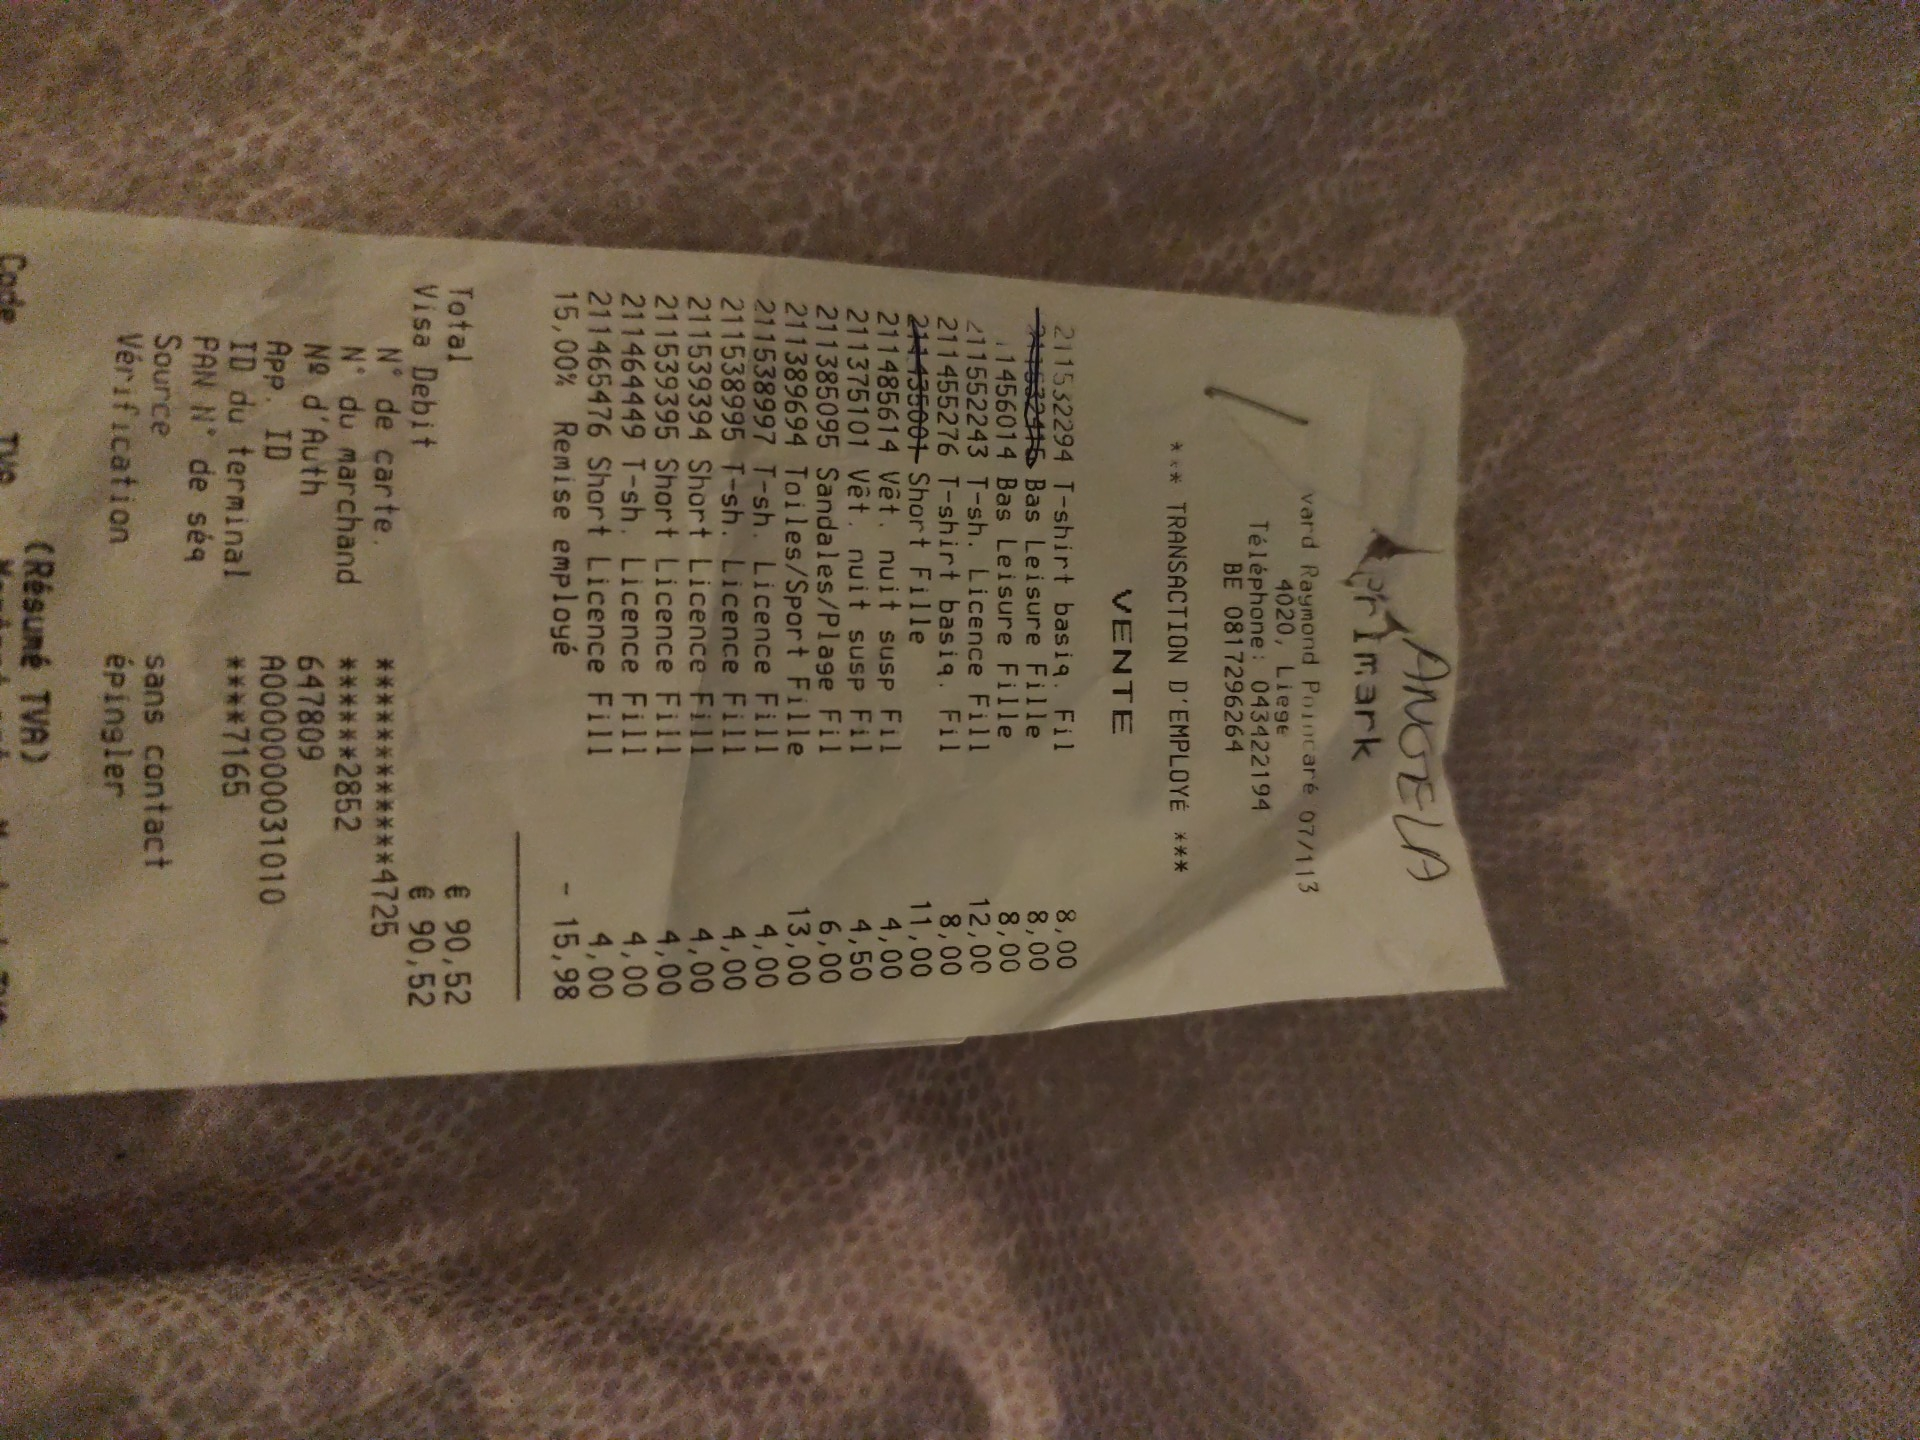 ANGELA
Primark
vard Raymond Poincaré 07/113
4020, Liege
Téléphone: 043422194
BE 0817296264
*** TRANSACTION D'EMPLOYÉ ***
VENTE
211532294 T-shirt basiq. Fil 8,00
Bas Leisure Fille 8,00
1456014 Bas Leisure Fille 8,00
211552243 T-sh. Licence Fill 12,00
211455276 T-shirt basiq. Fil 8,00
211435001 Short Fille 11,00
211485614 Vêt. nuit susp Fil 4,00
211375101 Vêt. nuit susp Fil 4,50
211385095 Sandales/Plage Fil 6,00
211389694 Toiles/Sport Fille 13,00
211538997 T-sh. Licence Fill 4,00
211538995 T-sh. Licence Fill 4,00
211539394 Short Licence Fill 4,00
211539395 Short Licence Fill 4,00
211464449 T-sh. Licence Fill 4,00
211465476 Short Licence Fill 4,00
15,00% Remise employé - 15,98
Total € 90,52
Visa Debit € 90,52
N° de carte. ************4725
N° du marchand ******2852
Nº d'Auth 647809
App. ID A0000000031010
ID du terminal ****7165
PAN N° de séq
Source sans contact
Vérification épingler
(Résumé TVA)
Code TVA